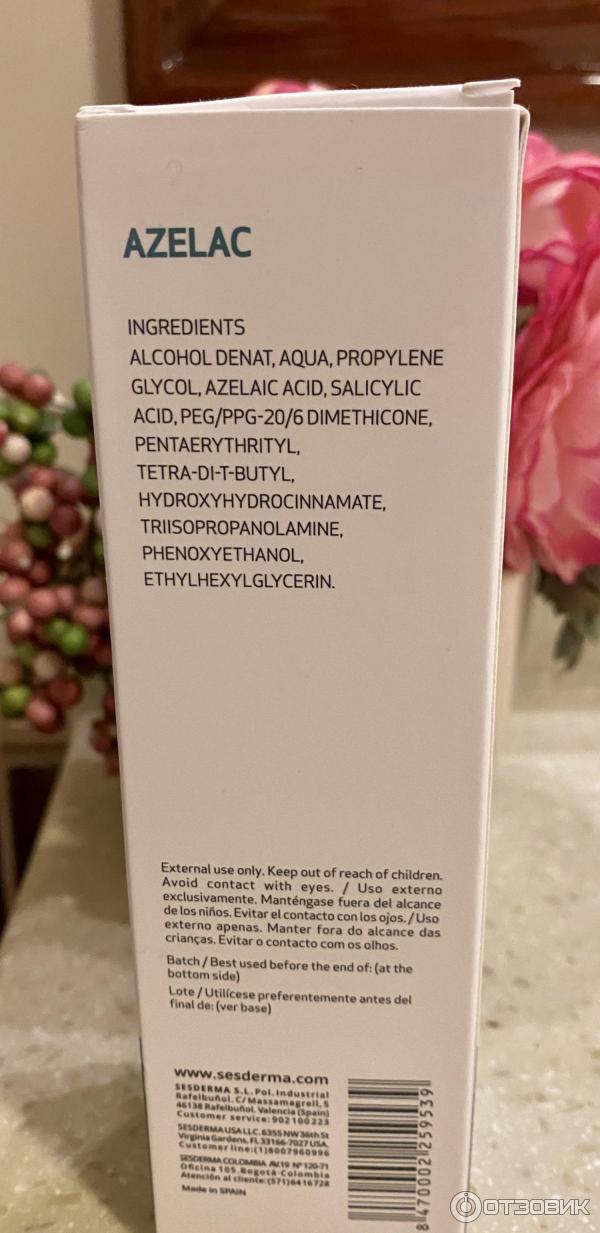 AZELAC
INGREDIENTS
ALCOHOL DENAT, AQUA, PROPYLENE
GLYCOL, AZELAIC ACID, SALICYLIC
ACID, PEG/PPG-20/6 DIMETHICONE,
PENTAERYTHRITYL,
TETRA-DI-T-BUTYL,
HYDROXYHYDROCINNAMATE,
TRIISOPROPANOLAMINE,
PHENOXYETHANOL,
ETHYLHEXYLGLYCERIN.
External use only. Keep out of reach of children.
Avoid contact with eyes. / Uso externo
exclusivamente. Manténgase fuera del alcance
de los niños. Evitar el contacto con los ojos. / Uso
externo apenas. Manter fora do alcance das
crianças. Evitar o contacto com os olhos.
Batch / Best used before the end of: (at the
bottom side)
Lote / Utilícese preferentemente antes del
final de: (ver base)
www.sesderma.com
SESDERMA S.L. Pol. Industrial
Rafelbuñol. C/ Massamagrell, 5
46138 Rafelbuñol. Valencia (Spain)
Customer service: 902100223
SESDERMA USA LLC. 6355 NW 36th St
Virginia Gardens, FL 33166-7027 USA.
Customer line: (1) 8007960996
SESDERMA COLOMBIA AV.19 Nº 120-71
Oficina 105. Bogotá-Colombia
Atención al cliente: (571) 6416728
Made in SPAIN
8 470002 259539
ОТЗОВИК